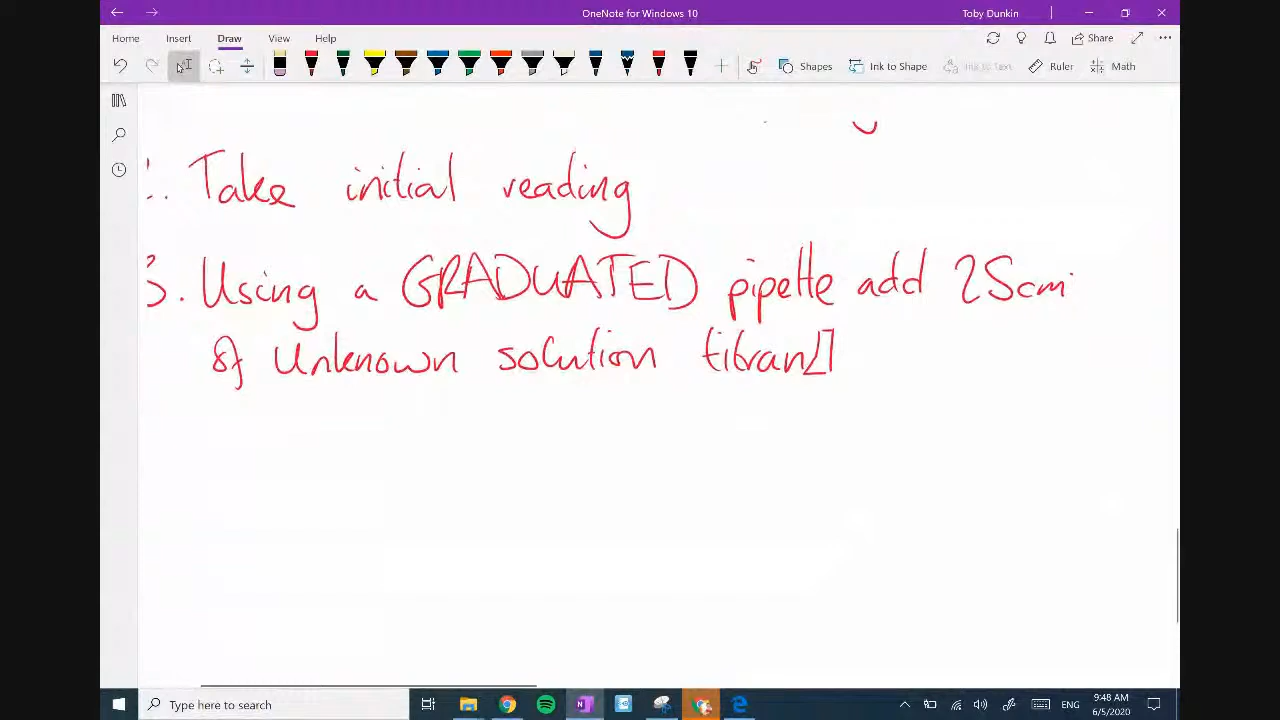 OneNote for Windows 10
Toby Dunkin
Home Insert Draw View Help
Share
Shapes Ink to Shape Ink to Text Ruler Math
Take initial reading
3. Using a GRADUATED pipette add 25cm
of Unknown solution
Type here to search
ENG
9:48 AM
6/5/2020